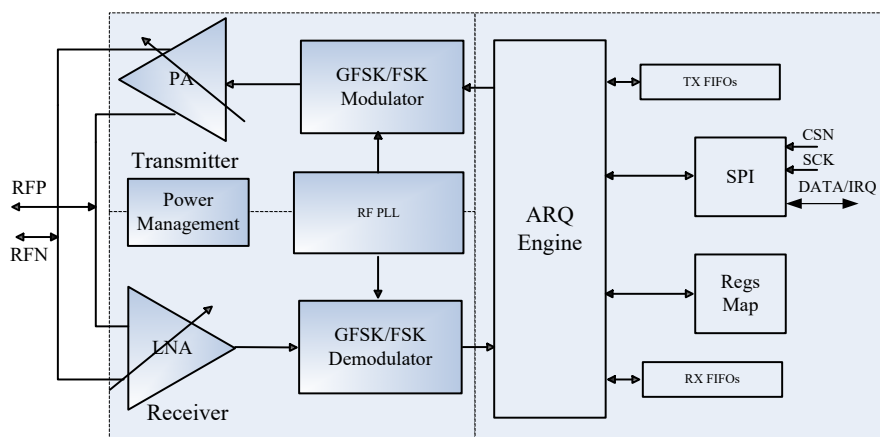 PA
GFSK/FSK
Modulator
Transmitter
RFP
RFN
Power
Management
RF PLL
LNA
Receiver
GFSK/FSK
Demodulator
ARQ
Engine
TX FIFOs
SPI
CSN
SCK
DATA/IRQ
Regs
Map
RX FIFOs